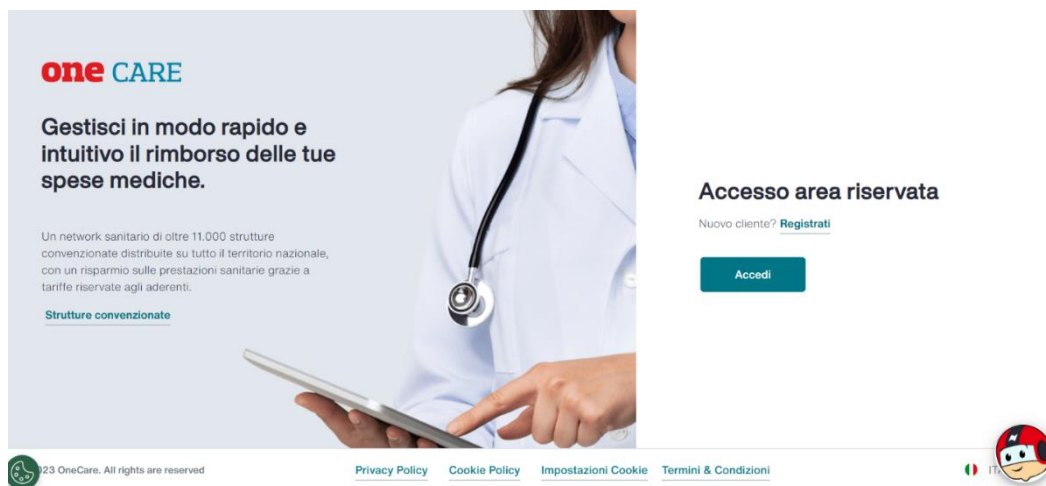 one CARE
Gestisci in modo rapido e
intuitivo il rimborso delle tue
spese mediche.
Un network sanitario di oltre 11.000 strutture
convenzionate distribuite su tutto il territorio nazionale,
con un risparmio sulle prestazioni sanitarie grazie a
tariffe riservate agli aderenti.
Strutture convenzionate
Accesso area riservata
Nuovo cliente? Registrati
Accedi
23 OneCare. All rights are reserved
Privacy Policy
Cookie Policy
Impostazioni Cookie
Termini & Condizioni